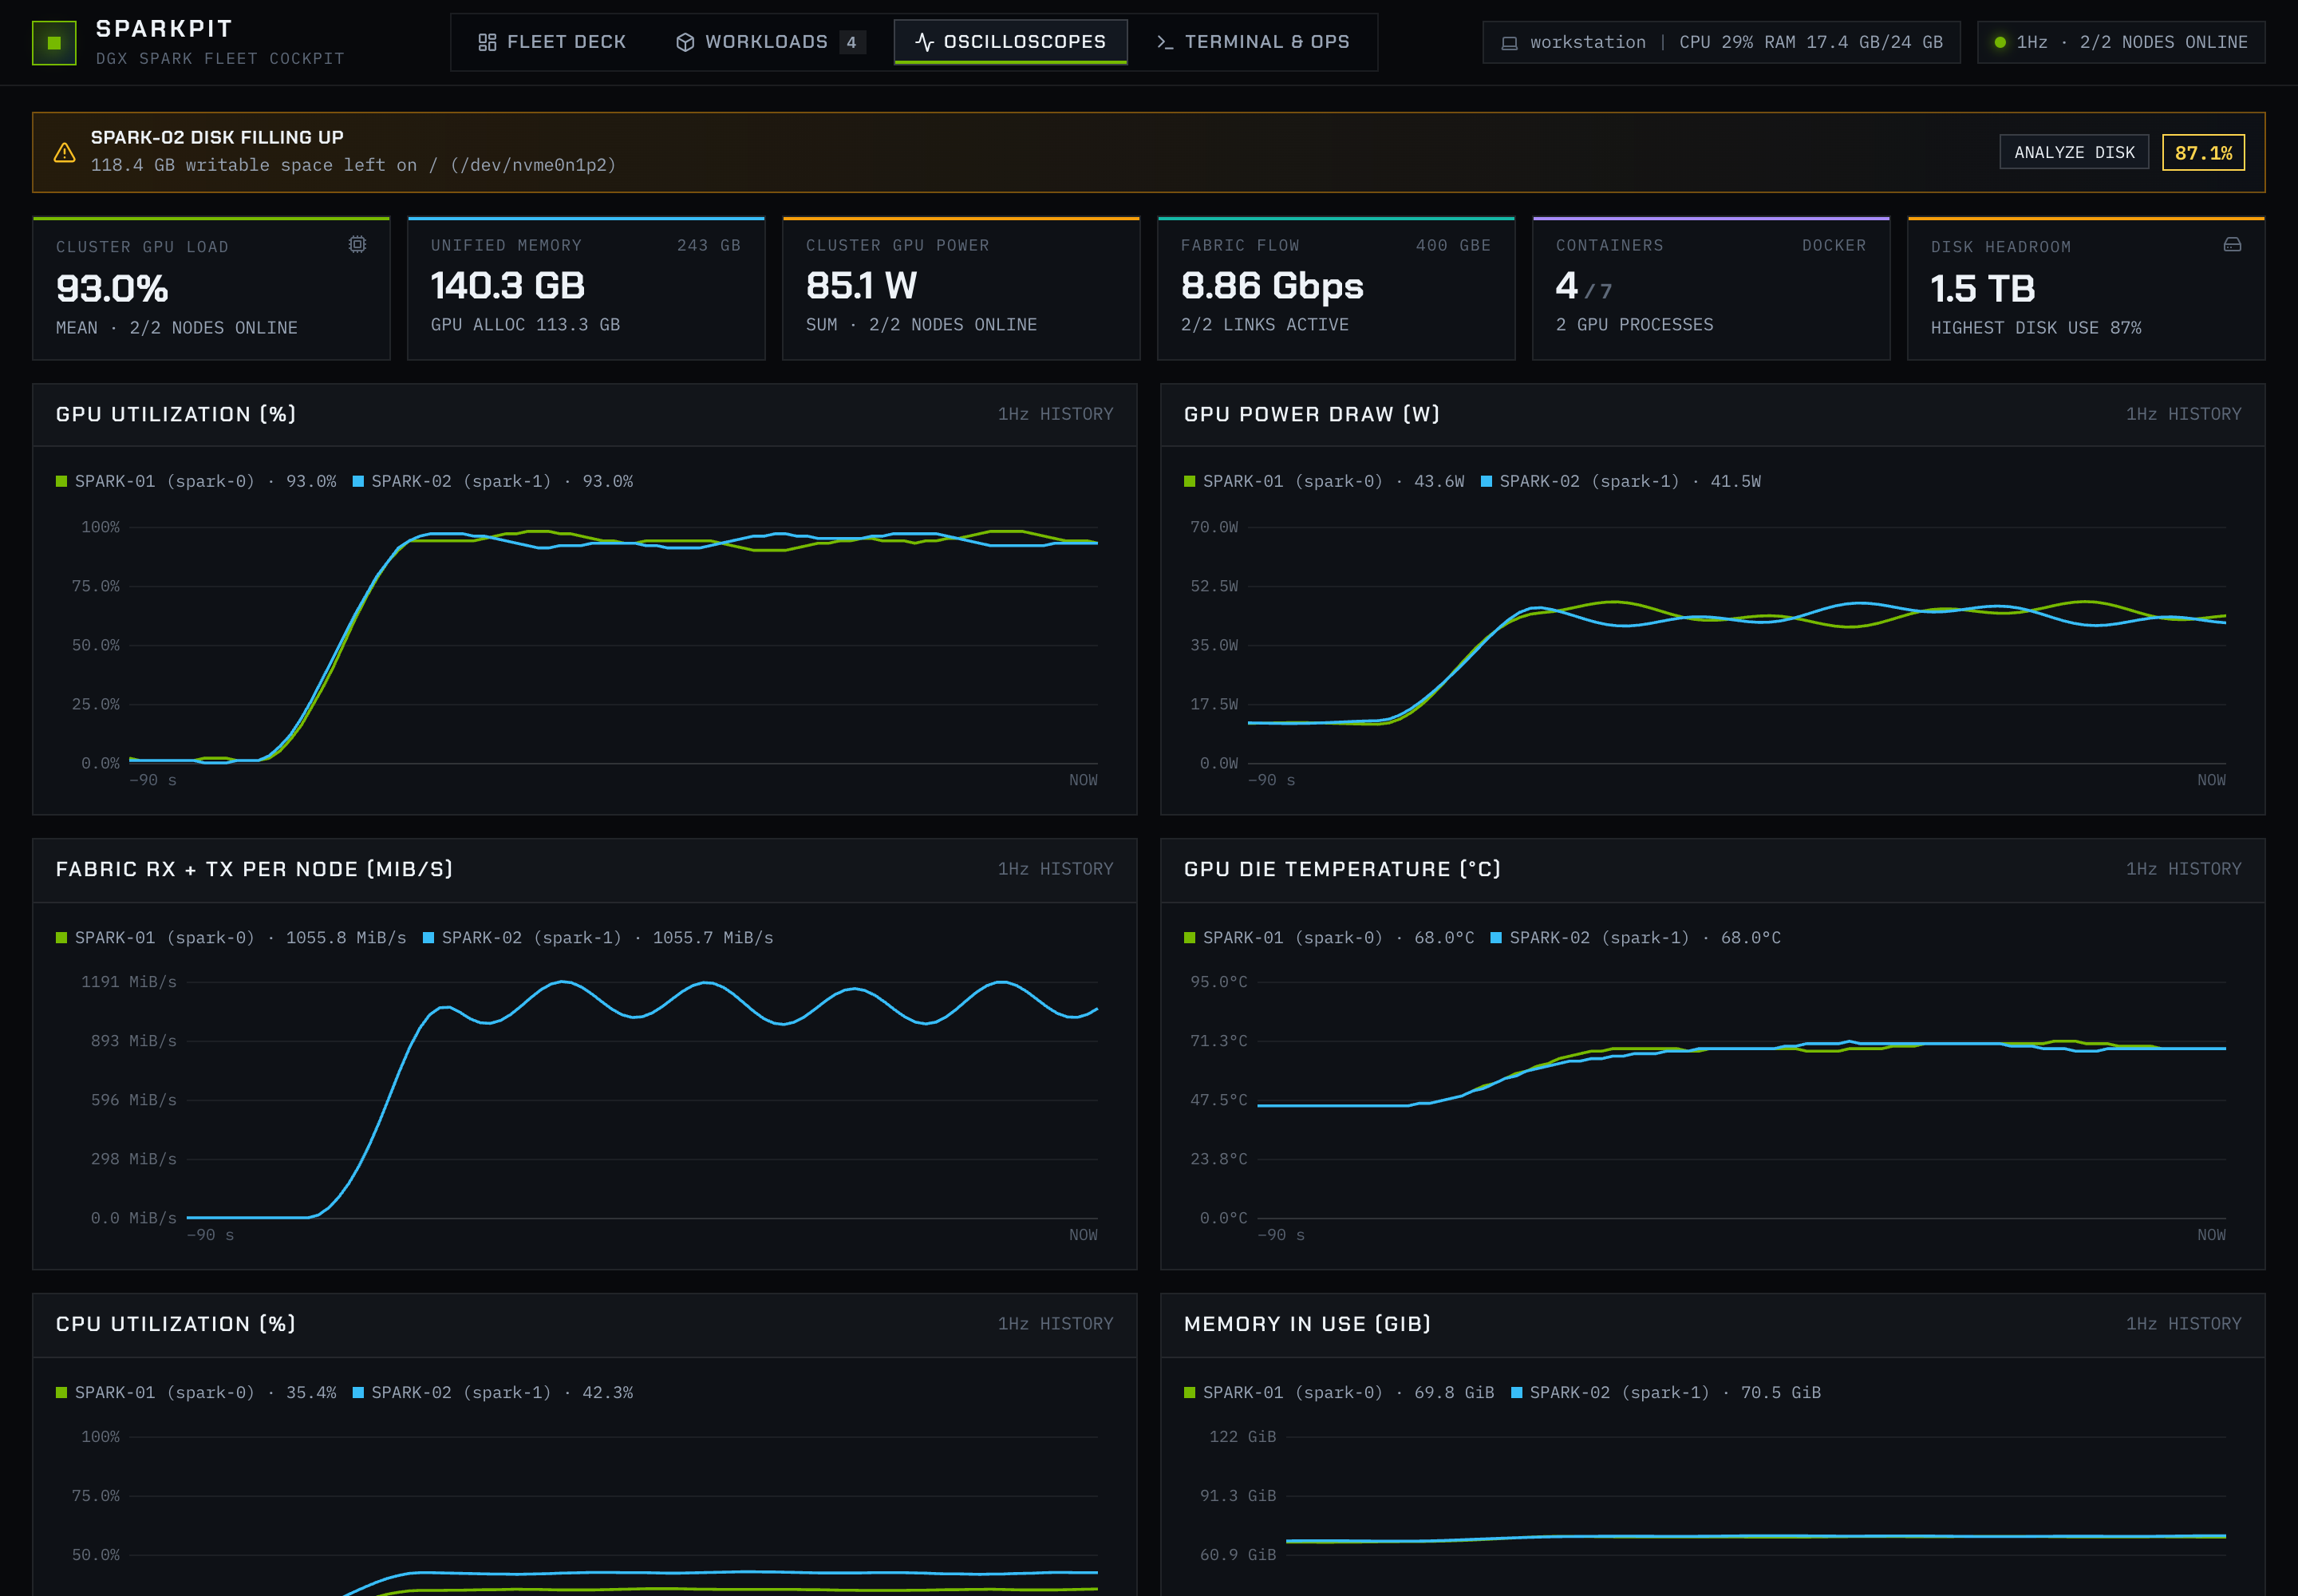 SPARKPIT
DGX SPARK FLEET COCKPIT
FLEET DECK
WORKLOADS 4
OSCILLOSCOPES
TERMINAL & OPS
workstation | CPU 29% RAM 17.4 GB/24 GB
1Hz · 2/2 NODES ONLINE
SPARK-02 DISK FILLING UP
118.4 GB writable space left on / (/dev/nvme0n1p2)
ANALYZE DISK
87.1%
CLUSTER GPU LOAD
93.0%
MEAN · 2/2 NODES ONLINE
UNIFIED MEMORY 243 GB
140.3 GB
GPU ALLOC 113.3 GB
CLUSTER GPU POWER
85.1 W
SUM · 2/2 NODES ONLINE
FABRIC FLOW 400 GBE
8.86 Gbps
2/2 LINKS ACTIVE
CONTAINERS DOCKER
4 / 7
2 GPU PROCESSES
DISK HEADROOM
1.5 TB
HIGHEST DISK USE 87%
GPU UTILIZATION (%) 1Hz HISTORY
SPARK-01 (spark-0) · 93.0% SPARK-02 (spark-1) · 93.0%
100%
75.0%
50.0%
25.0%
0.0%
−90 s NOW
GPU POWER DRAW (W) 1Hz HISTORY
SPARK-01 (spark-0) · 43.6W SPARK-02 (spark-1) · 41.5W
70.0W
52.5W
35.0W
17.5W
0.0W
−90 s NOW
FABRIC RX + TX PER NODE (MIB/S) 1Hz HISTORY
SPARK-01 (spark-0) · 1055.8 MiB/s SPARK-02 (spark-1) · 1055.7 MiB/s
1191 MiB/s
893 MiB/s
596 MiB/s
298 MiB/s
0.0 MiB/s
−90 s NOW
GPU DIE TEMPERATURE (°C) 1Hz HISTORY
SPARK-01 (spark-0) · 68.0°C SPARK-02 (spark-1) · 68.0°C
95.0°C
71.3°C
47.5°C
23.8°C
0.0°C
−90 s NOW
CPU UTILIZATION (%) 1Hz HISTORY
SPARK-01 (spark-0) · 35.4% SPARK-02 (spark-1) · 42.3%
100%
75.0%
50.0%
MEMORY IN USE (GIB) 1Hz HISTORY
SPARK-01 (spark-0) · 69.8 GiB SPARK-02 (spark-1) · 70.5 GiB
122 GiB
91.3 GiB
60.9 GiB